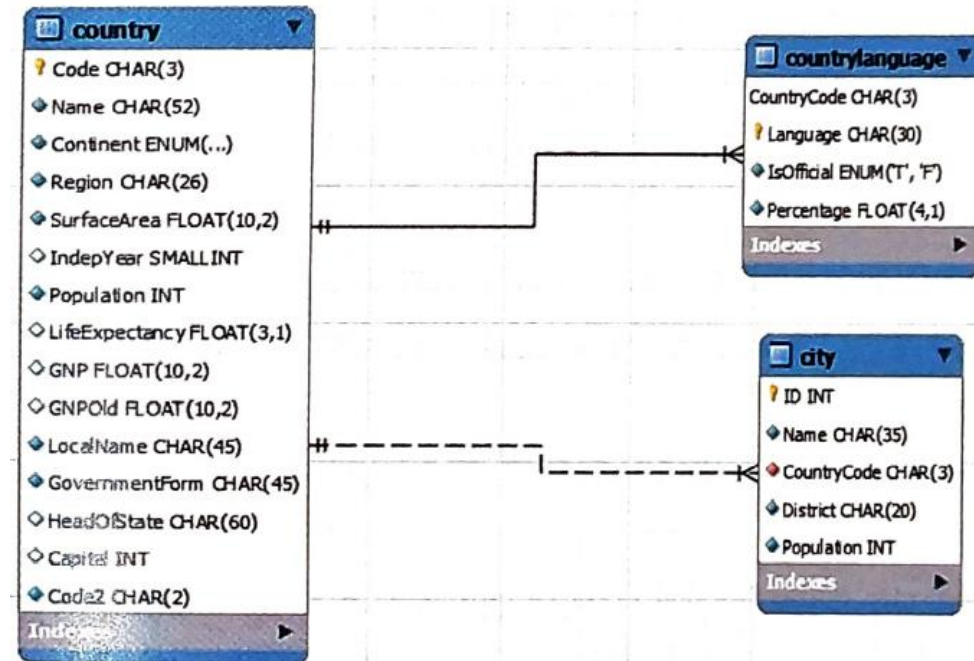 country
Code CHAR(3)
Name CHAR(52)
Continent ENUM(...)
Region CHAR(26)
SurfaceArea FLOAT(10,2)
IndepYear SMALLINT
Population INT
LifeExpectancy FLOAT(3,1)
GNP FLOAT(10,2)
GNPOld FLOAT(10,2)
LocalName CHAR(45)
GovernmentForm CHAR(45)
HeadOfState CHAR(60)
Capital INT
Code2 CHAR(2)
Indexes
countrylanguage
CountryCode CHAR(3)
Language CHAR(30)
IsOfficial ENUM('T', 'F')
Percentage FLOAT(4,1)
Indexes
city
ID INT
Name CHAR(35)
CountryCode CHAR(3)
District CHAR(20)
Population INT
Indexes